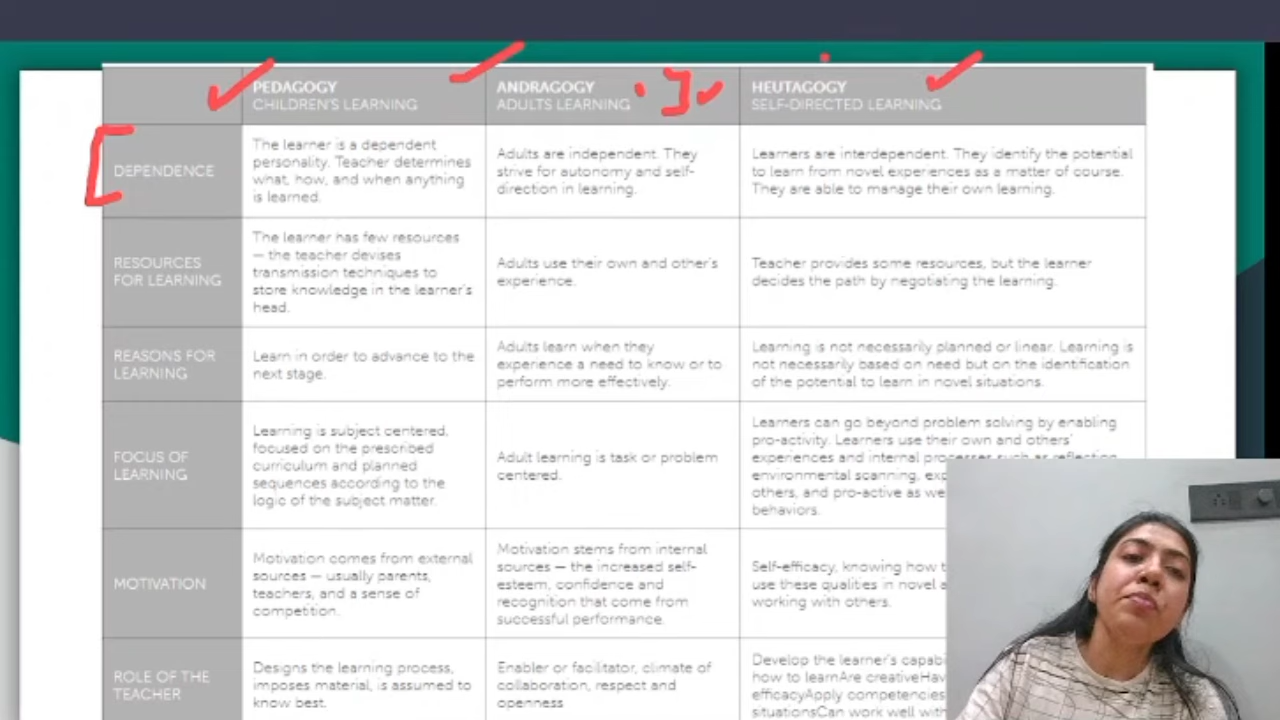 PEDAGOGY
CHILDREN'S LEARNING
ANDRAGOGY
ADULTS LEARNING
HEUTAGOGY
SELF-DIRECTED LEARNING
DEPENDENCE
The learner is a dependent
personality. Teacher determines
what, how, and when anything
is learned.
Adults are independent. They
strive for autonomy and self-
direction in learning.
Learners are interdependent. They identify the potential
to learn from novel experiences as a matter of course.
They are able to manage their own learning.
RESOURCES
FOR LEARNING
The learner has few resources
— the teacher devises
transmission techniques to
store knowledge in the learner's
head.
Adults use their own and other's
experience.
Teacher provides some resources, but the learner
decides the path by negotiating the learning.
REASONS FOR
LEARNING
Learn in order to advance to the
next stage.
Adults learn when they
experience a need to know or to
perform more effectively.
Learning is not necessarily planned or linear. Learning is
not necessarily based on need but on the identification
of the potential to learn in novel situations.
FOCUS OF
LEARNING
Learning is subject centered,
focused on the prescribed
curriculum and planned
sequences according to the
logic of the subject matter.
Adult learning is task or problem
centered.
Learners can go beyond problem solving by enabling
pro-activity. Learners use their own and others'
experiences and internal processes such as reflecting,
environmental scanning, exp
others, and pro-active as we
behaviors.
MOTIVATION
Motivation comes from external
sources — usually parents,
teachers, and a sense of
competition.
Motivation stems from internal
sources — the increased self-
esteem, confidence and
recognition that come from
successful performance.
Self-efficacy, knowing how t
use these qualities in novel a
working with others.
ROLE OF THE
TEACHER
Designs the learning process,
imposes material, is assumed to
know best.
Enabler or facilitator, climate of
collaboration, respect and
openness
Develop the learner's capabi
how to learnAre creativeHav
efficacyApply competencies
situationsCan work well with